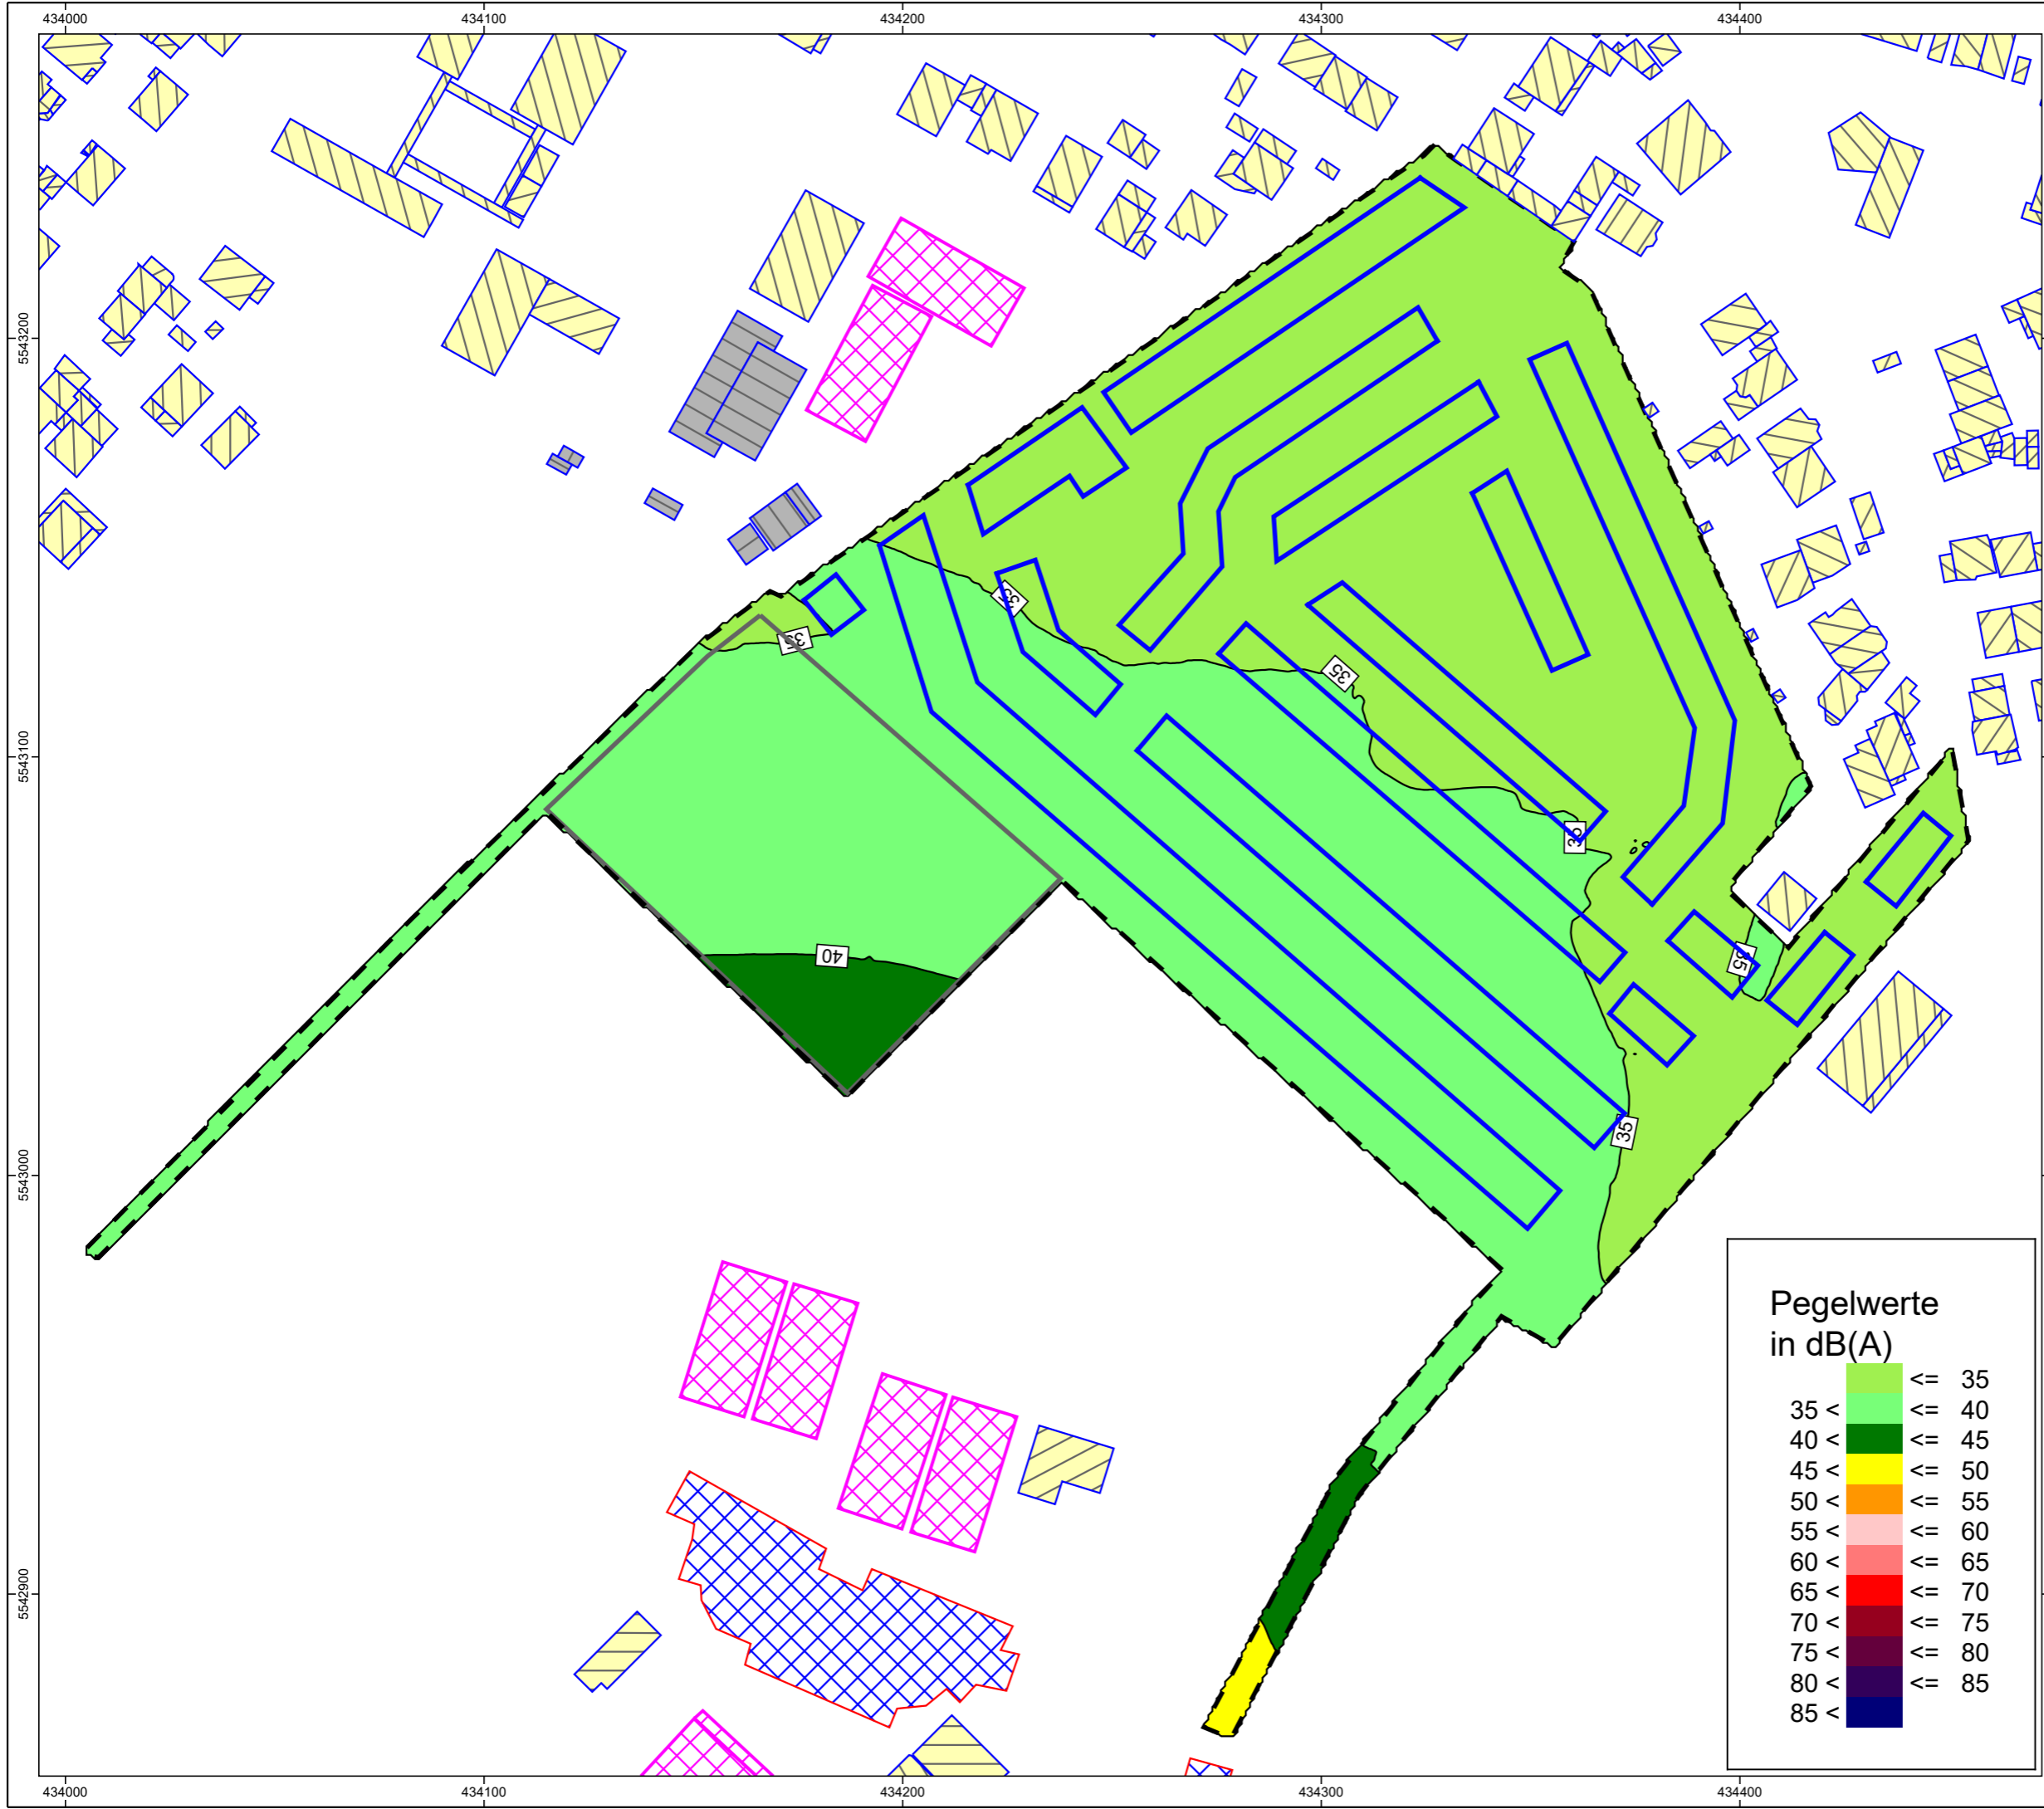 434000 434100 434200 434300 434400
5543200
35
35
35
5543100
35
40
35
35
5543000
Pegelwerte
in dB(A)
<= 35
35 < <= 40
40 < <= 45
45 < <= 50
50 < <= 55
55 < <= 60
60 < <= 65
65 < <= 70
70 < <= 75
75 < <= 80
80 < <= 85
85 <
5542900
434000 434100 434200 434300 434400